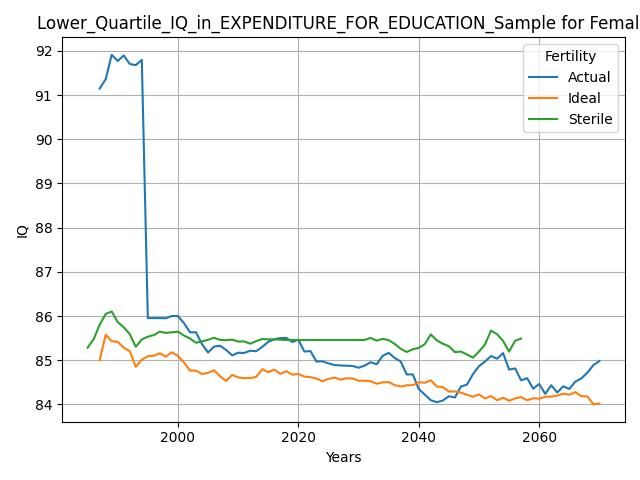 Lower_Quartile_IQ_in_EXPENDITURE_FOR_EDUCATION_Sample for Femal
92
91
90
89
88
87
86
85
84
IQ
Fertility
Actual
Ideal
Sterile
2000 2020 2040 2060
Years